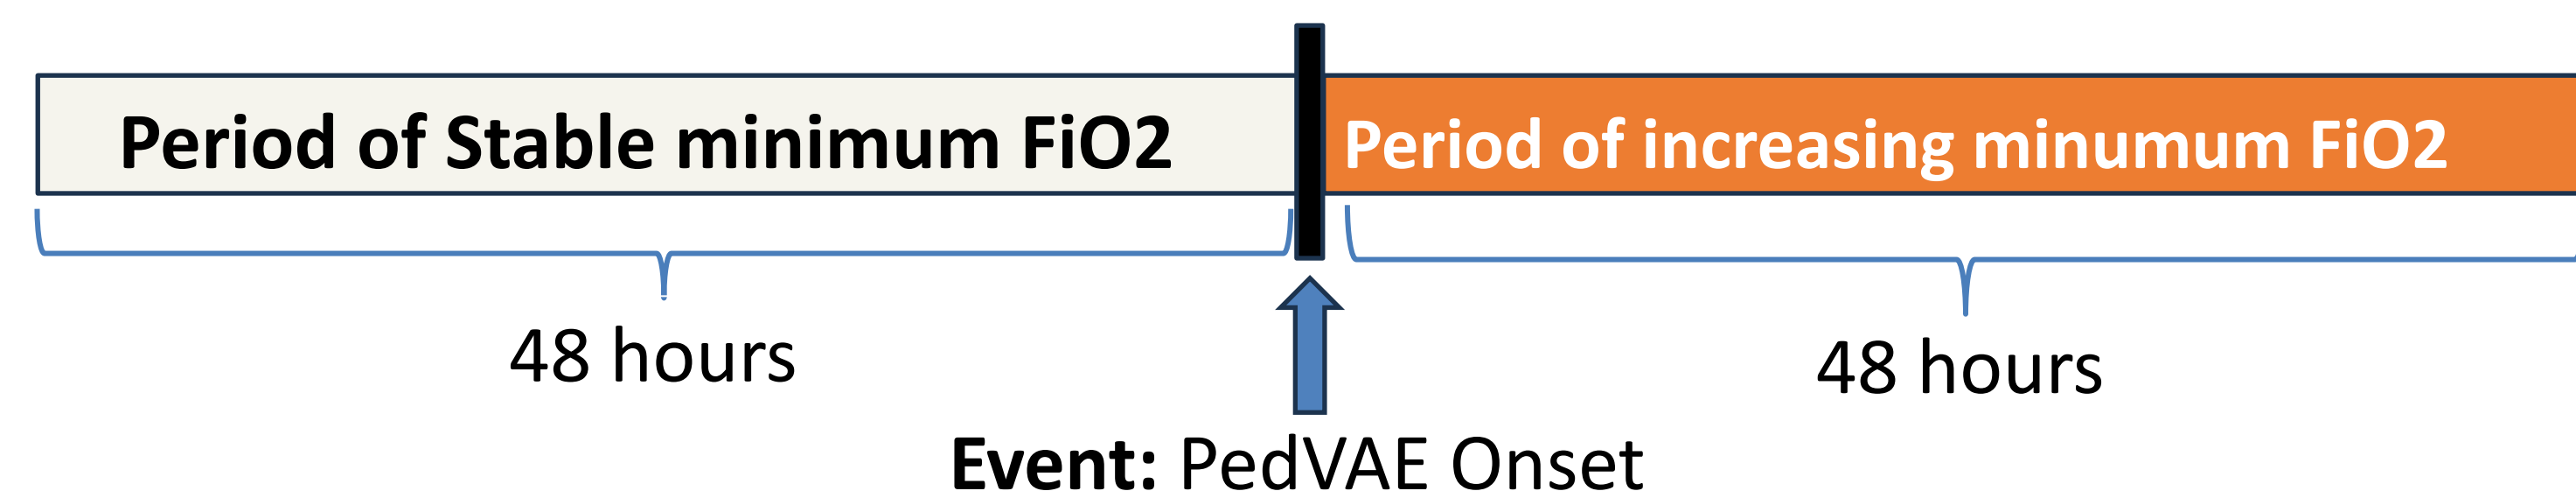 Period of Stable minimum FiO2
Period of increasing minumum FiO2
48 hours
48 hours
Event: PedVAE Onset